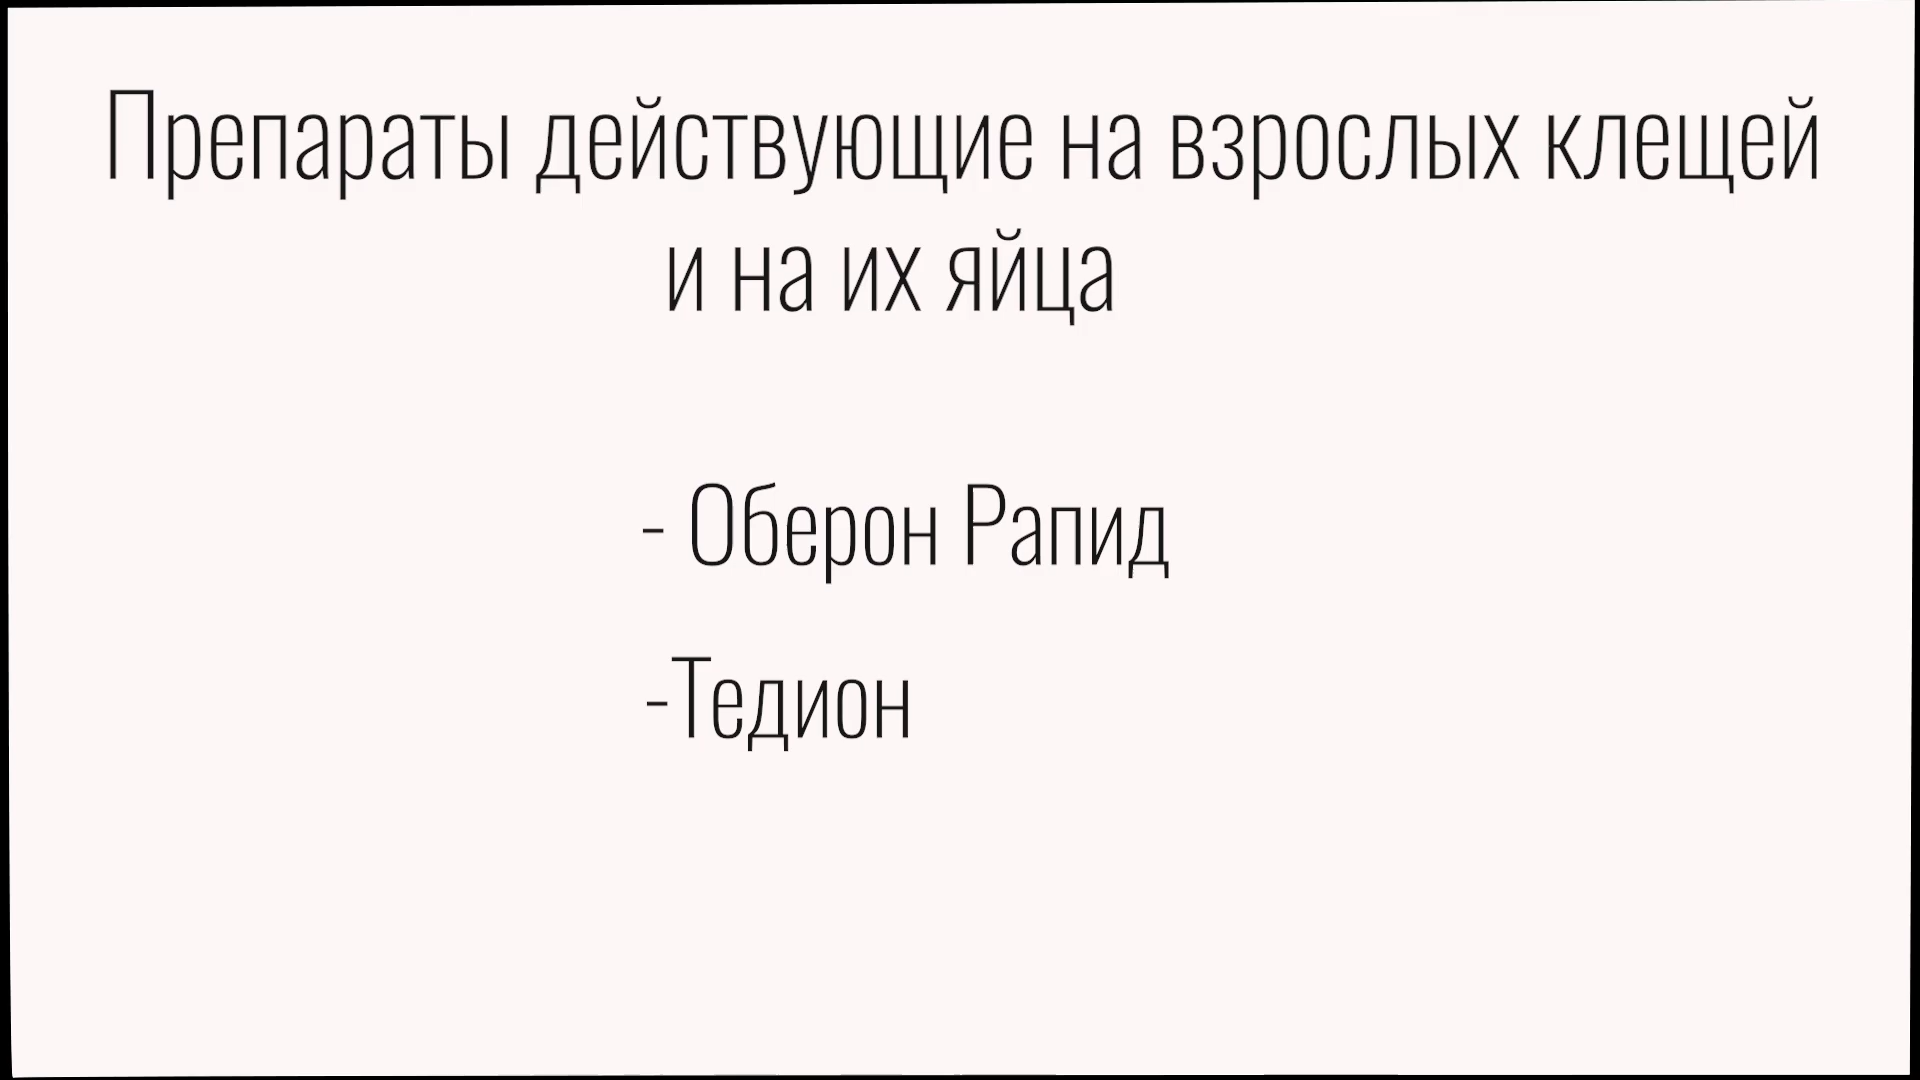 Препараты действующие на взрослых клещей
и на их яйца
- Оберон Рапид
-Тедион